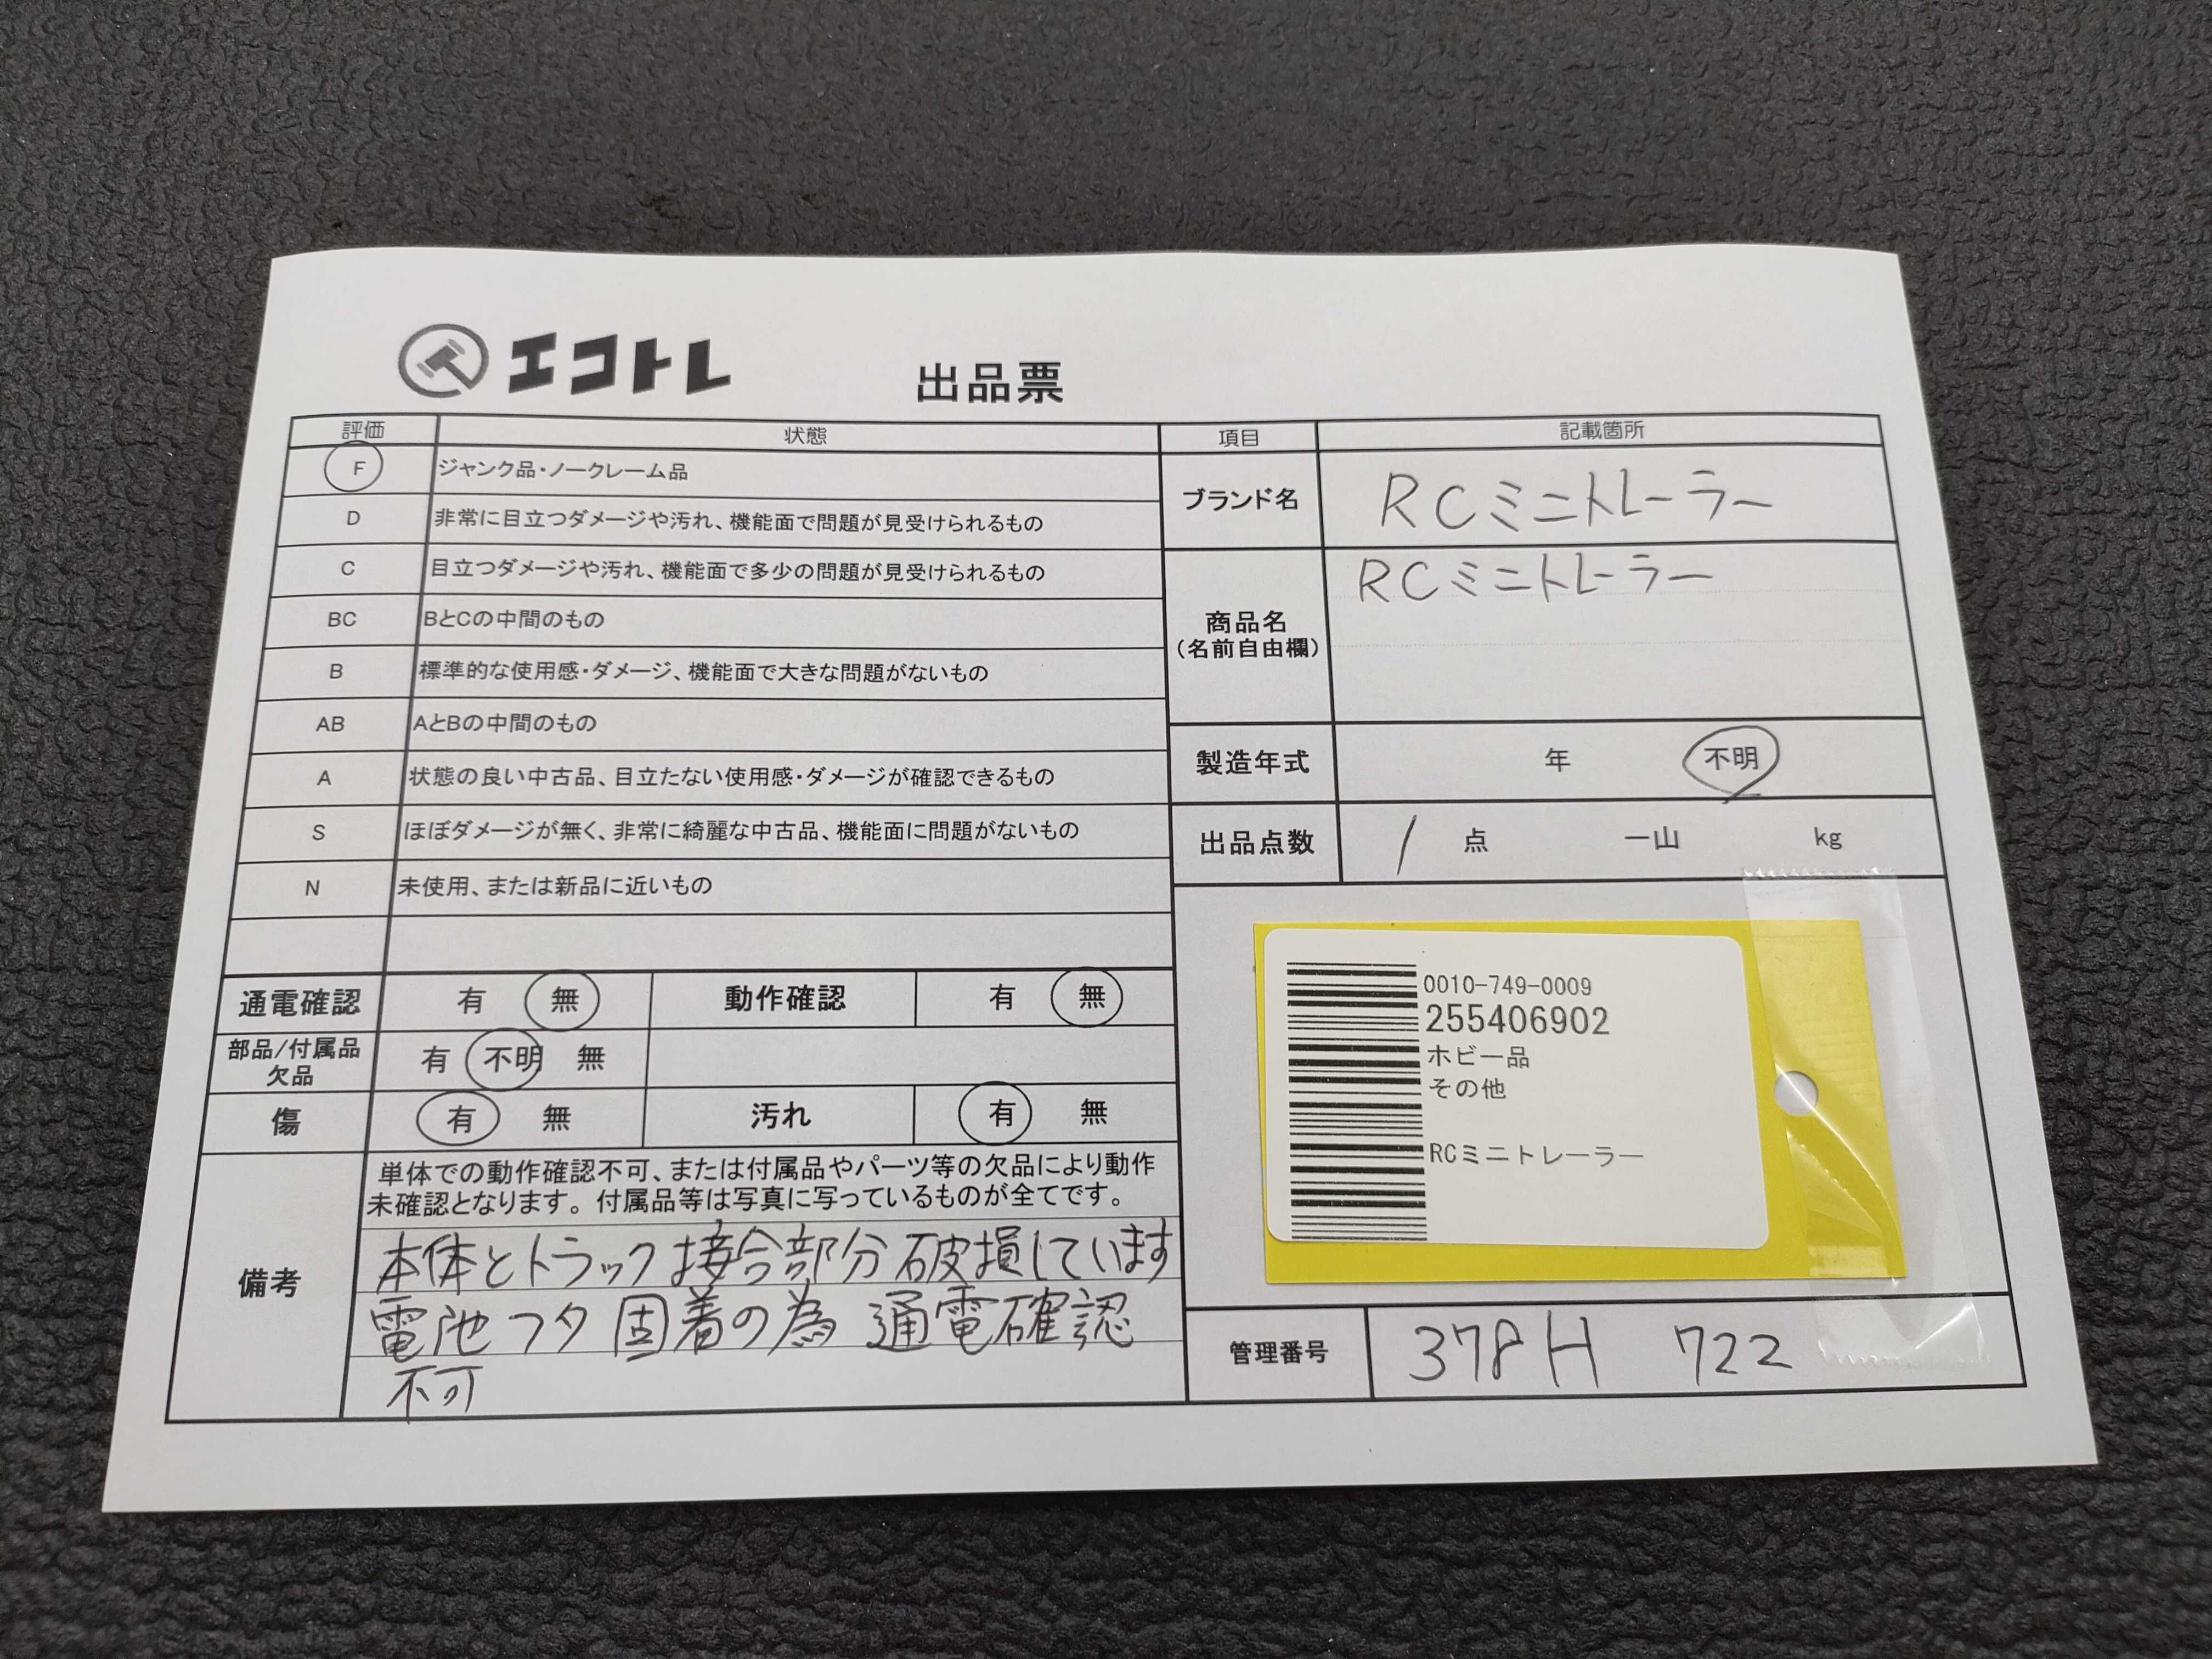 エコトレ
出品票
評価 状態
F ジャンク品・ノークレーム品
D 非常に目立つダメージや汚れ、機能面で問題が見受けられるもの
C 目立つダメージや汚れ、機能面で多少の問題が見受けられるもの
BC BとCの中間のもの
B 標準的な使用感・ダメージ、機能面で大きな問題がないもの
AB AとBの中間のもの
A 状態の良い中古品、目立たない使用感・ダメージが確認できるもの
S ほぼダメージが無く、非常に綺麗な中古品、機能面に問題がないもの
N 未使用、または新品に近いもの
通電確認 有 無 動作確認 有 無
部品/付属品
欠品 有 不明 無
傷 有 無 汚れ 有 無
備考
単体での動作確認不可、または付属品やパーツ等の欠品により動作
未確認となります。付属品等は写真に写っているものが全てです。
本体とトラック接合部分破損しています
電池フタ固着の為 通電確認
不可
項目 記載箇所
ブランド名 RCミニトレーラー
商品名
(名前自由欄)
RCミニトレーラー
製造年式 年 不明
出品点数 1 点 一山 kg
0010-749-0009
255406902
ホビー品
その他
RCミニトレーラー
管理番号 378H 722